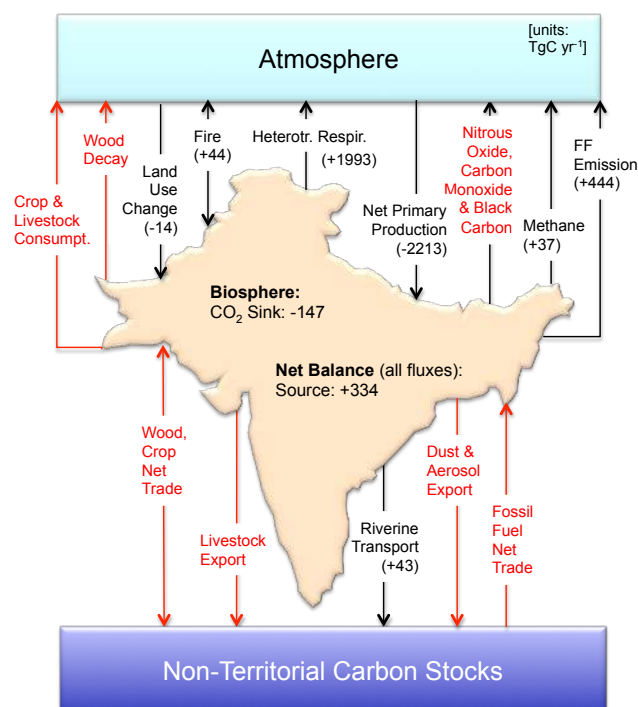 [units:
TgC yr⁻¹]
Atmosphere
Crop &
Livestock
Consumpt.
Wood
Decay
Land
Use
Change
(-14)
Fire
(+44)
Heterotr. Respir.
(+1993)
Net Primary
Production
(-2213)
Nitrous
Oxide,
Carbon
Monoxide
& Black
Carbon
Methane
(+37)
FF
Emission
(+444)
Biosphere:
CO₂ Sink: -147
Net Balance (all fluxes):
Source: +334
Wood,
Crop
Net
Trade
Livestock
Export
Riverine
Transport
(+43)
Dust &
Aerosol
Export
Fossil
Fuel
Net
Trade
Non-Territorial Carbon Stocks